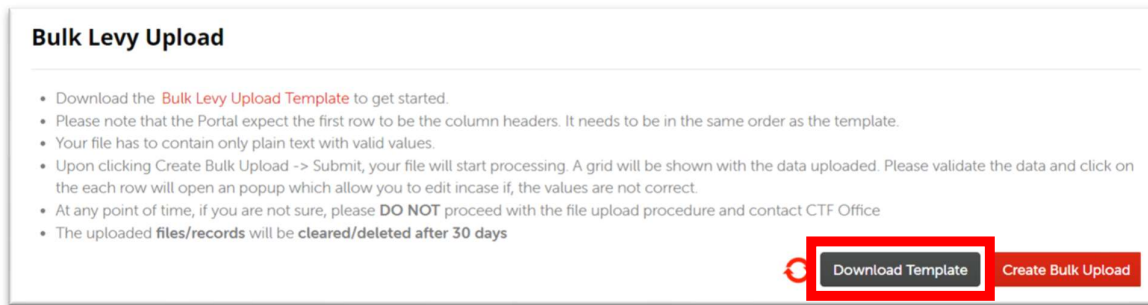 Bulk Levy Upload
• Download the Bulk Levy Upload Template to get started.
• Please note that the Portal expect the first row to be the column headers. It needs to be in the same order as the template.
• Your file has to contain only plain text with valid values.
• Upon clicking Create Bulk Upload -> Submit, your file will start processing. A grid will be shown with the data uploaded. Please validate the data and click on
the each row will open an popup which allow you to edit incase if, the values are not correct.
• At any point of time, if you are not sure, please DO NOT proceed with the file upload procedure and contact CTF Office
• The uploaded files/records will be cleared/deleted after 30 days
Download Template Create Bulk Upload